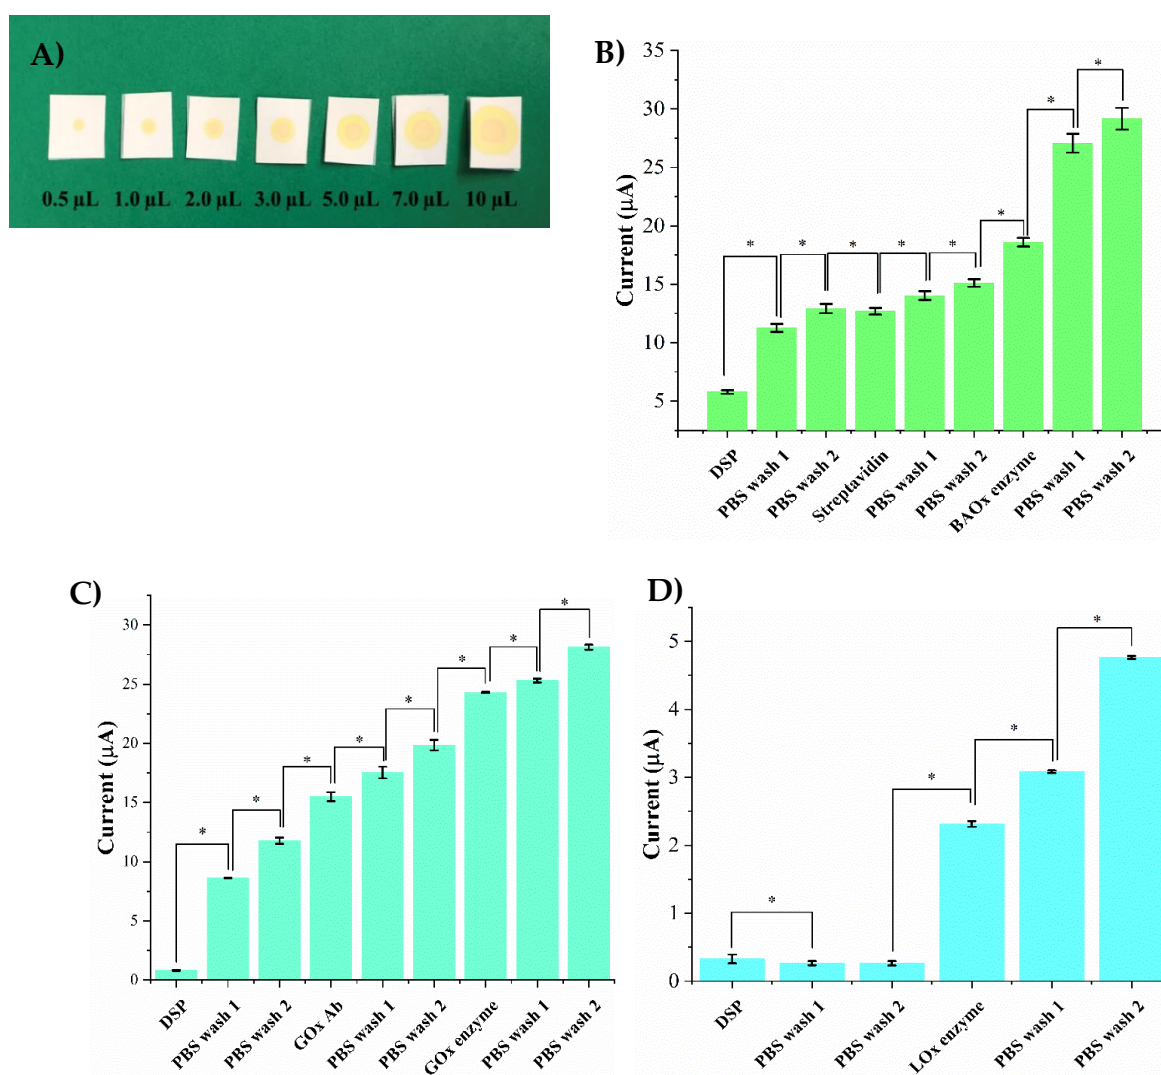 A)
0.5 µL 1.0 µL 2.0 µL 3.0 µL 5.0 µL 7.0 µL 10 µL
B)
Current (µA)
35
30
25
20
15
10
5
* * * * * * * *
DSP
PBS wash 1
PBS wash 2
Streptavidin
PBS wash 1
PBS wash 2
BAOx enzyme
PBS wash 1
PBS wash 2
C)
Current (µA)
30
25
20
15
10
5
0
* * * * * * * *
DSP
PBS wash 1
PBS wash 2
GOx Ab
PBS wash 1
PBS wash 2
GOx enzyme
PBS wash 1
PBS wash 2
D)
Current (µA)
5
4
3
2
1
0
* * * *
DSP
PBS wash 1
PBS wash 2
LOx enzyme
PBS wash 1
PBS wash 2